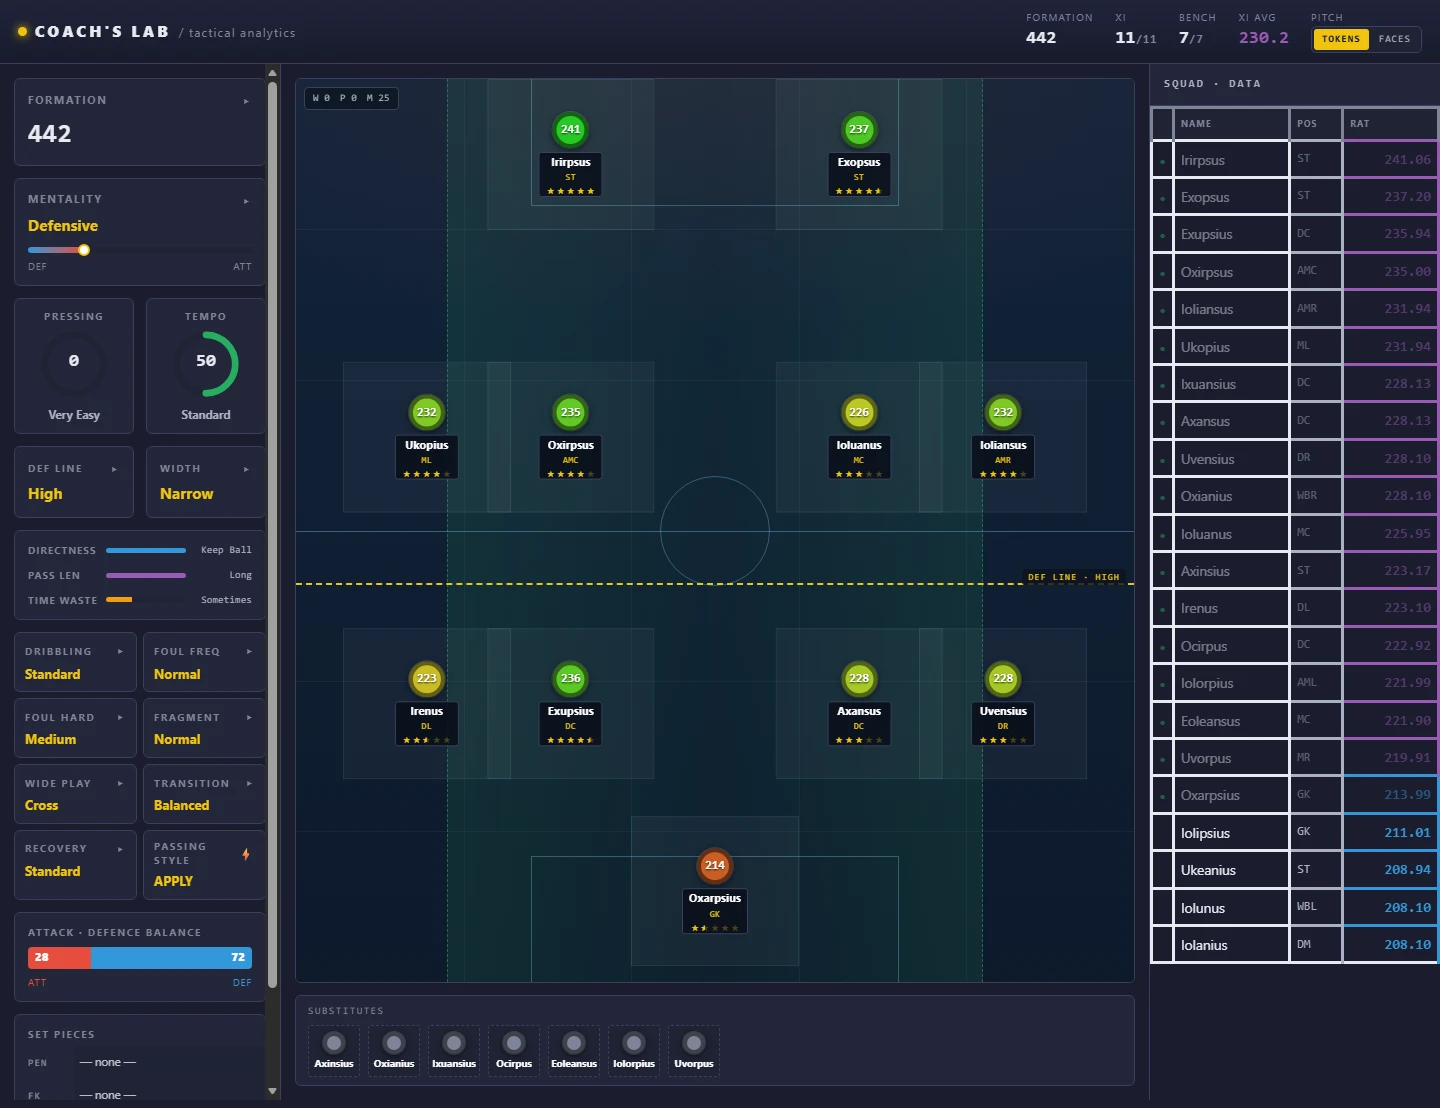 COACH'S LAB / tactical analytics
FORMATION
442
XI
11/11
BENCH
7/7
XI AVG
230.2
PITCH
TOKENS FACES
FORMATION
442
MENTALITY
Defensive
DEF ATT
PRESSING
0
Very Easy
TEMPO
50
Standard
DEF LINE
High
WIDTH
Narrow
DIRECTNESS Keep Ball
PASS LEN Long
TIME WASTE Sometimes
DRIBBLING
Standard
FOUL FREQ
Normal
FOUL HARD
Medium
FRAGMENT
Normal
WIDE PLAY
Cross
TRANSITION
Balanced
RECOVERY
Standard
PASSING STYLE
APPLY
ATTACK · DEFENCE BALANCE
28 72
ATT DEF
SET PIECES
PEN — none —
FK — none —
W 0 P 0 M 25
241
Irirpsus
ST
237
Exopsus
ST
232
Ukopius
ML
235
Oxirpsus
AMC
226
Ioluanus
MC
232
Ioliansus
AMR
DEF LINE · HIGH
223
Irenus
DL
236
Exupsius
DC
228
Axansus
DC
228
Uvensius
DR
214
Oxarpsius
GK
SUBSTITUTES
Axinsius
Oxianius
Ixuansius
Ocirpus
Eoleansus
Iolorpius
Uvorpus
SQUAD · DATA
NAME POS RAT
Irirpsus ST 241.06
Exopsus ST 237.20
Exupsius DC 235.94
Oxirpsus AMC 235.00
Ioliansus AMR 231.94
Ukopius ML 231.94
Ixuansius DC 228.13
Axansus DC 228.13
Uvensius DR 228.10
Oxianius WBR 228.10
Ioluanus MC 225.95
Axinsius ST 223.17
Irenus DL 223.10
Ocirpus DC 222.92
Iolorpius AML 221.99
Eoleansus MC 221.90
Uvorpus MR 219.91
Oxarpsius GK 213.99
Iolipsius GK 211.01
Ukeanius ST 208.94
Iolunus WBL 208.10
Iolanius DM 208.10